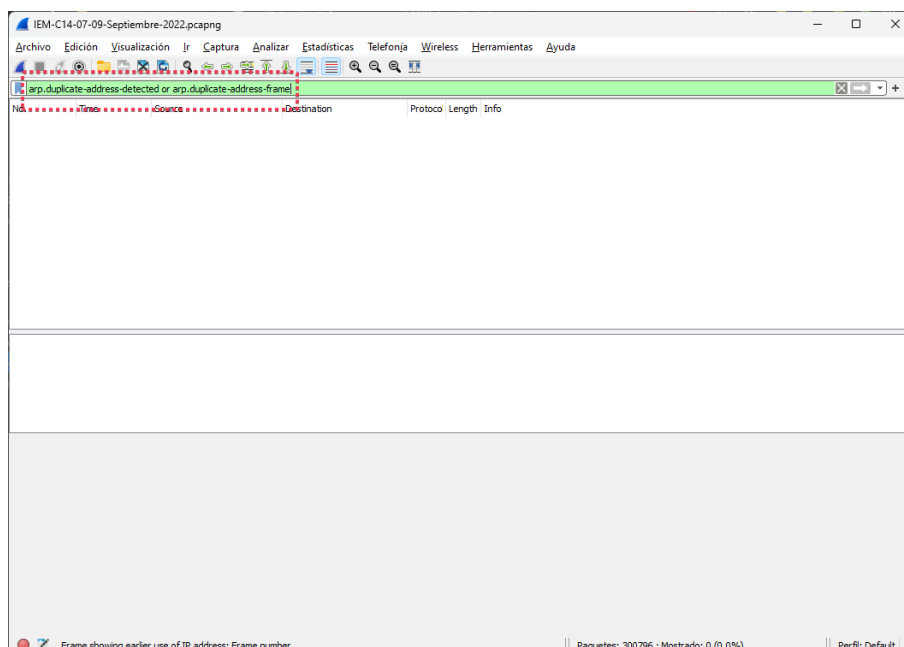 IEM-C14-07-09-Septiembre-2022.pcapng
Archivo Edición Visualización Ir Captura Analizar Estadísticas Telefonía Wireless Herramientas Ayuda
arp.duplicate-address-detected or arp.duplicate-address-frame
No. Time Source Destination Protoco Length Info
Frame showing earlier use of IP address: Frame number Paquetes: 300796 · Mostrado: 0 (0.0%) Perfil: Default